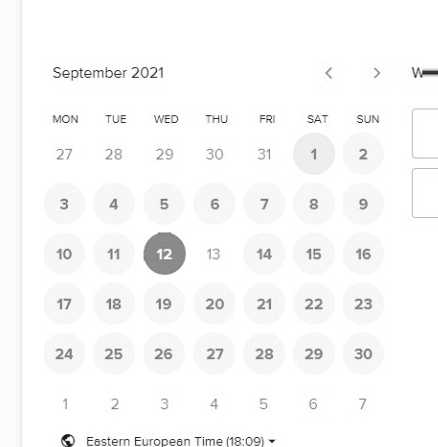 September 2021
MON TUE WED THU FRI SAT SUN
27 28 29 30 31 1 2
3 4 5 6 7 8 9
10 11 12 13 14 15 16
17 18 19 20 21 22 23
24 25 26 27 28 29 30
1 2 3 4 5 6 7
Eastern European Time (18:09)